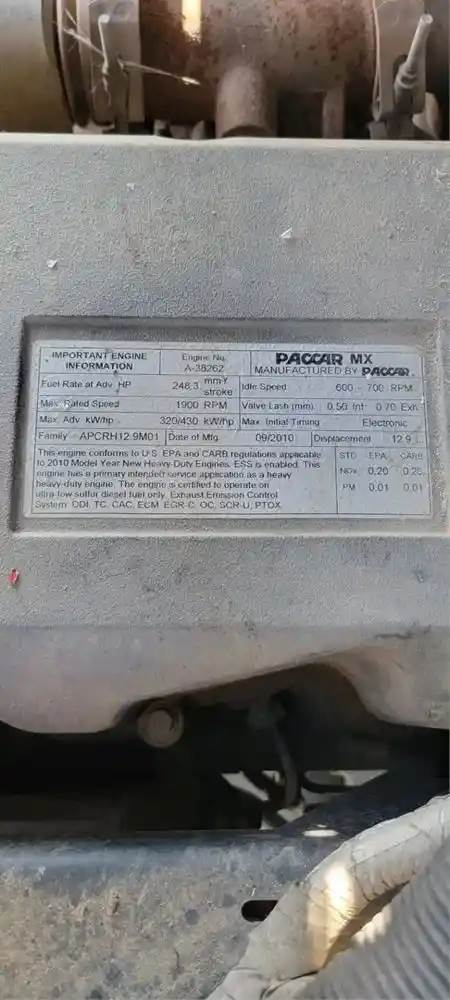 IMPORTANT ENGINE INFORMATION Engine No. A-38262 PACCAR MX MANUFACTURED BY PACCAR.
Fuel Rate at Adv. HP 248.3 stroke Idle Speed 600 - 700 RPM
Max. Rated Speed 1900 RPM Valve Lash (mm) 0.50 Int 0.70 Exh
Max. Adv kW/hp 320/430 kW/hp Max. Initial Timing Electronic
Family APCRH12.9M01 Date of Mfg. 09/2010 Displacement 12.9 L
This engine conforms to U.S. EPA and CARB regulations applicable
to 2010 Model Year New Heavy-Duty Engines. ESS is enabled. This
engine has a primary intended service application as a heavy
heavy-duty engine. The engine is certified to operate on
ultra low sulfur diesel fuel only. Exhaust Emission Control
System: DDI, TC, CAC, ECM, EGR-C, OC, SCR-U, PTOX
STD EPA CARB
NOx 0.20 0.20
PM 0.01 0.01